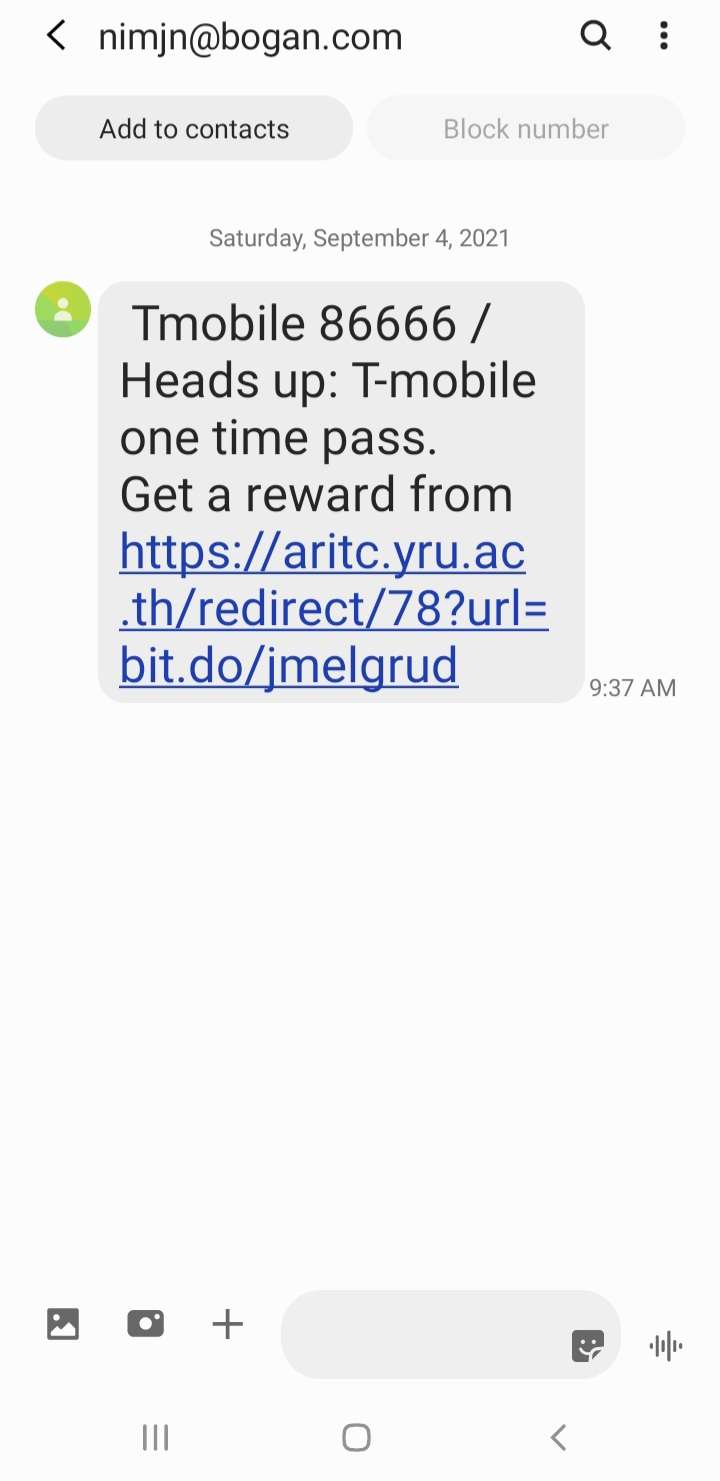 nimjn@bogan.com
Add to contacts
Block number
Saturday, September 4, 2021
Tmobile 86666 /
Heads up: T-mobile
one time pass.
Get a reward from
https://aritc.yru.ac
.th/redirect/78?url=
bit.do/jmelgrud
9:37 AM